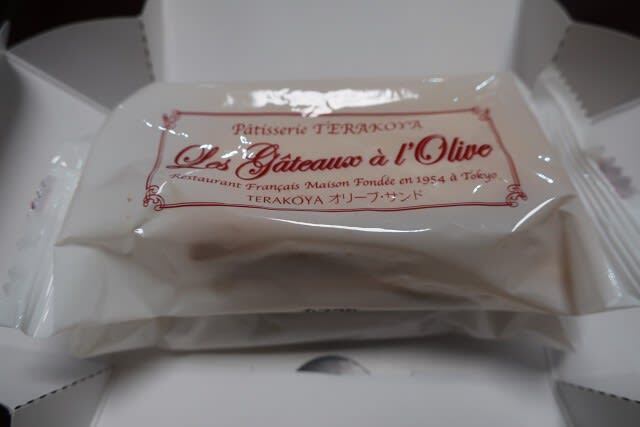 Pâtisserie TERAKOYA
Les Gâteaux à l'Olive
Restaurant Français Maison Fondée en 1954 à Tokyo
TERAKOYA オリーブ・サンド